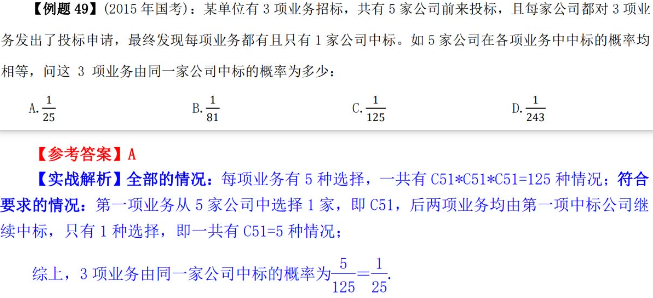 【例题 49】(2015 年国考)：某单位有 3 项业务招标，共有 5 家公司前来投标，且每家公司都对 3 项业
务发出了投标申请，最终发现每项业务都有且只有 1 家公司中标。如 5 家公司在各项业务中中标的概率均
相等，问这 3 项业务由同一家公司中标的概率为多少：
A. 1/25 B. 1/81 C. 1/125 D. 1/243
【参考答案】A
【实战解析】全部的情况：每项业务有 5 种选择，一共有 C51*C51*C51=125 种情况；符合
要求的情况：第一项业务从 5 家公司中选择 1 家，即 C51，后两项业务均由第一项中标公司继
续中标，只有 1 种选择，即一共有 C51=5 种情况；
综上，3 项业务由同一家公司中标的概率为 5/125 = 1/25.